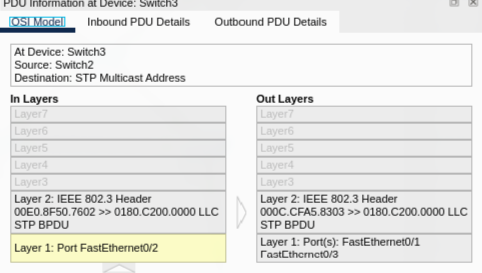 PDU Information at Device: Switch3
OSI Model Inbound PDU Details Outbound PDU Details
At Device: Switch3
Source: Switch2
Destination: STP Multicast Address
In Layers
Layer7
Layer6
Layer5
Layer4
Layer3
Layer 2: IEEE 802.3 Header
00E0.8F50.7602 >> 0180.C200.0000 LLC
STP BPDU
Layer 1: Port FastEthernet0/2
Out Layers
Layer7
Layer6
Layer5
Layer4
Layer3
Layer 2: IEEE 802.3 Header
000C.CFA5.8303 >> 0180.C200.0000 LLC
STP BPDU
Layer 1: Port(s): FastEthernet0/1
FastEthernet0/3